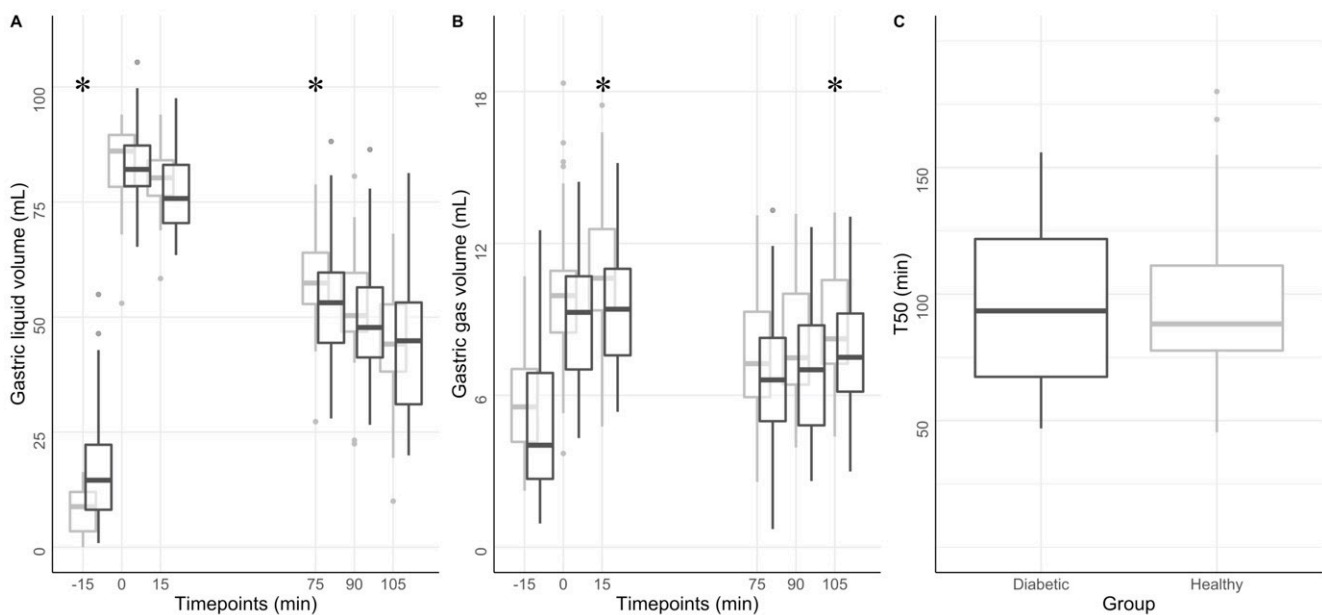 A
*
*
Gastric liquid volume (mL)
100
75
50
25
0
-15
0
15
75
90
105
Timepoints (min)
B
*
*
Gastric gas volume (mL)
18
12
6
0
-15
0
15
75
90
105
Timepoints (min)
C
T50 (min)
150
100
50
Diabetic
Healthy
Group